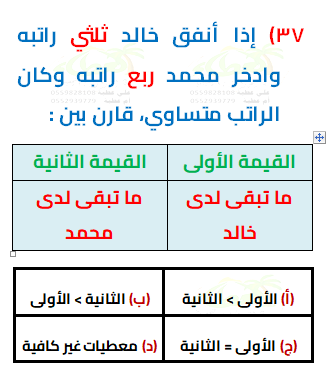 ٣٧) إذا أنفق خالد ثلثي راتبه
وادخر محمد ربع راتبه وكان
الراتب متساوي، قارن بين :
القيمة الأولى
القيمة الثانية
ما تبقى لدى خالد
ما تبقى لدى محمد
(أ) الأولى > الثانية
(ب) الثانية > الأولى
(ج) الأولى = الثانية
(د) معطيات غير كافية